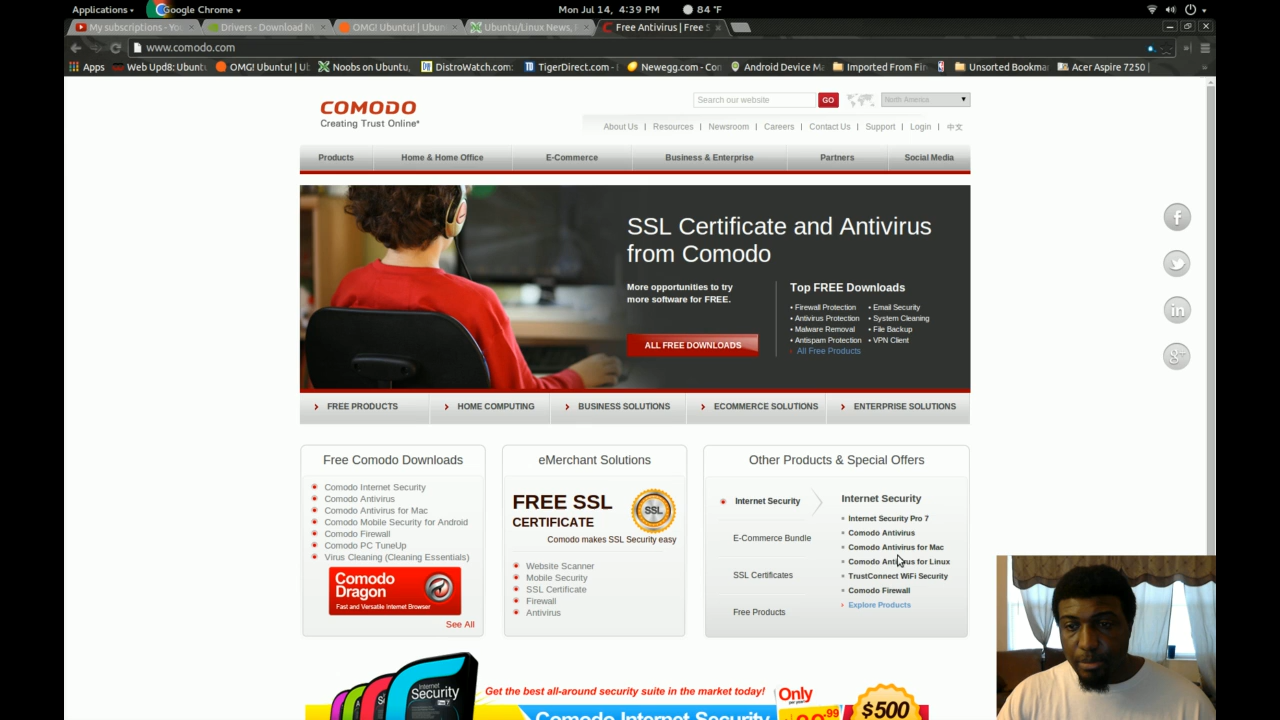 Applications
Google Chrome
Mon Jul 14, 4:39 PM
84 °F
My subscriptions - Yo
Drivers - Download N
OMG! Ubuntu! | Ubun
Ubuntu/Linux News,
Free Antivirus | Free S
www.comodo.com
Apps
Web Upd8: Ubuntu
OMG! Ubuntu! | Ub
Noobs on Ubuntu,
DistroWatch.com:
TigerDirect.com -
Newegg.com - Con
Android Device Ma
Imported From Fire
Unsorted Bookmar
Acer Aspire 7250 |
COMODO
Creating Trust Online®
Search our website
GO
North America
About Us
Resources
Newsroom
Careers
Contact Us
Support
Login
中文
Products
Home & Home Office
E-Commerce
Business & Enterprise
Partners
Social Media
SSL Certificate and Antivirus
from Comodo
More opportunities to try
more software for FREE.
ALL FREE DOWNLOADS
Top FREE Downloads
• Firewall Protection
• Email Security
• Antivirus Protection
• System Cleaning
• Malware Removal
• File Backup
• Antispam Protection
• VPN Client
All Free Products
FREE PRODUCTS
HOME COMPUTING
BUSINESS SOLUTIONS
ECOMMERCE SOLUTIONS
ENTERPRISE SOLUTIONS
Free Comodo Downloads
Comodo Internet Security
Comodo Antivirus
Comodo Antivirus for Mac
Comodo Mobile Security for Android
Comodo Firewall
Comodo PC TuneUp
Virus Cleaning (Cleaning Essentials)
Comodo
Dragon
Fast and Versatile Internet Browser
See All
eMerchant Solutions
FREE SSL
CERTIFICATE
SSL
Comodo makes SSL Security easy
Website Scanner
Mobile Security
SSL Certificate
Firewall
Antivirus
Other Products & Special Offers
Internet Security
E-Commerce Bundle
SSL Certificates
Free Products
Internet Security
Internet Security Pro 7
Comodo Antivirus
Comodo Antivirus for Mac
Comodo Antivirus for Linux
TrustConnect WiFi Security
Comodo Firewall
Explore Products
Internet
Security
Get the best all-around security suite in the market today!
Comodo Internet Security
Only
.99
$500